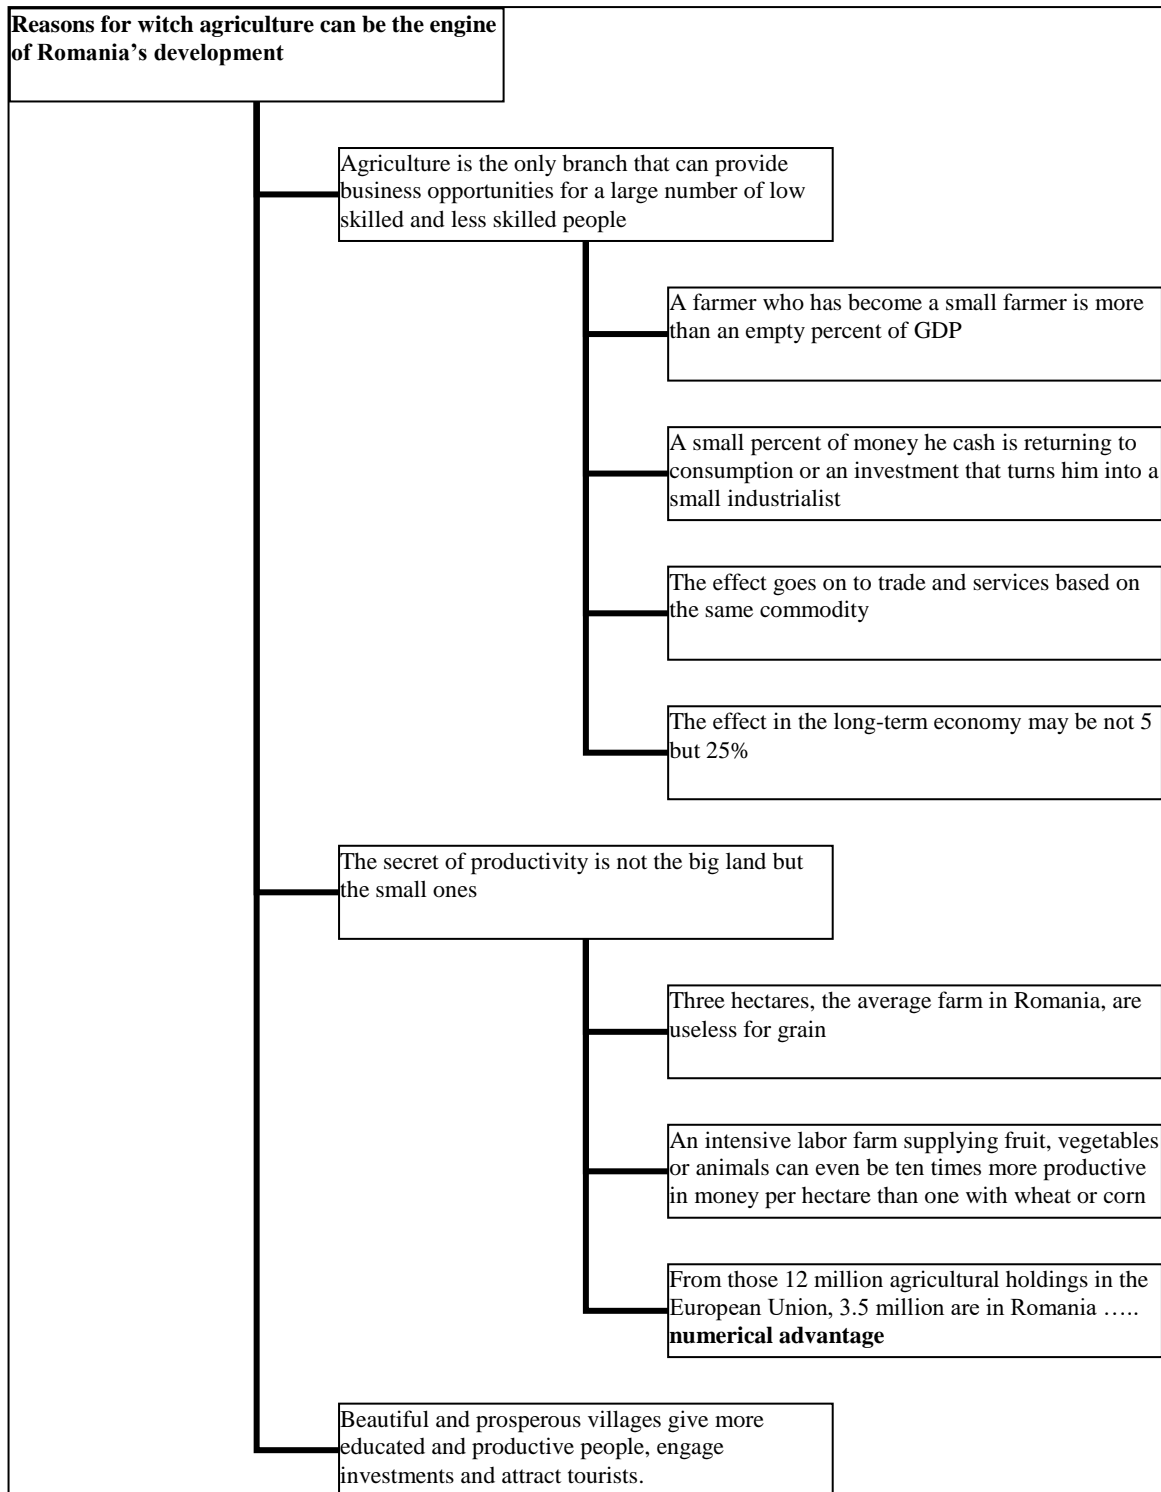 Reasons for witch agriculture can be the engine
of Romania’s development
Agriculture is the only branch that can provide
business opportunities for a large number of low
skilled and less skilled people
A farmer who has become a small farmer is more
than an empty percent of GDP
A small percent of money he cash is returning to
consumption or an investment that turns him into a
small industrialist
The effect goes on to trade and services based on
the same commodity
The effect in the long-term economy may be not 5
but 25%
The secret of productivity is not the big land but
the small ones
Three hectares, the average farm in Romania, are
useless for grain
An intensive labor farm supplying fruit, vegetables
or animals can even be ten times more productive
in money per hectare than one with wheat or corn
From those 12 million agricultural holdings in the
European Union, 3.5 million are in Romania …..
numerical advantage
Beautiful and prosperous villages give more
educated and productive people, engage
investments and attract tourists.